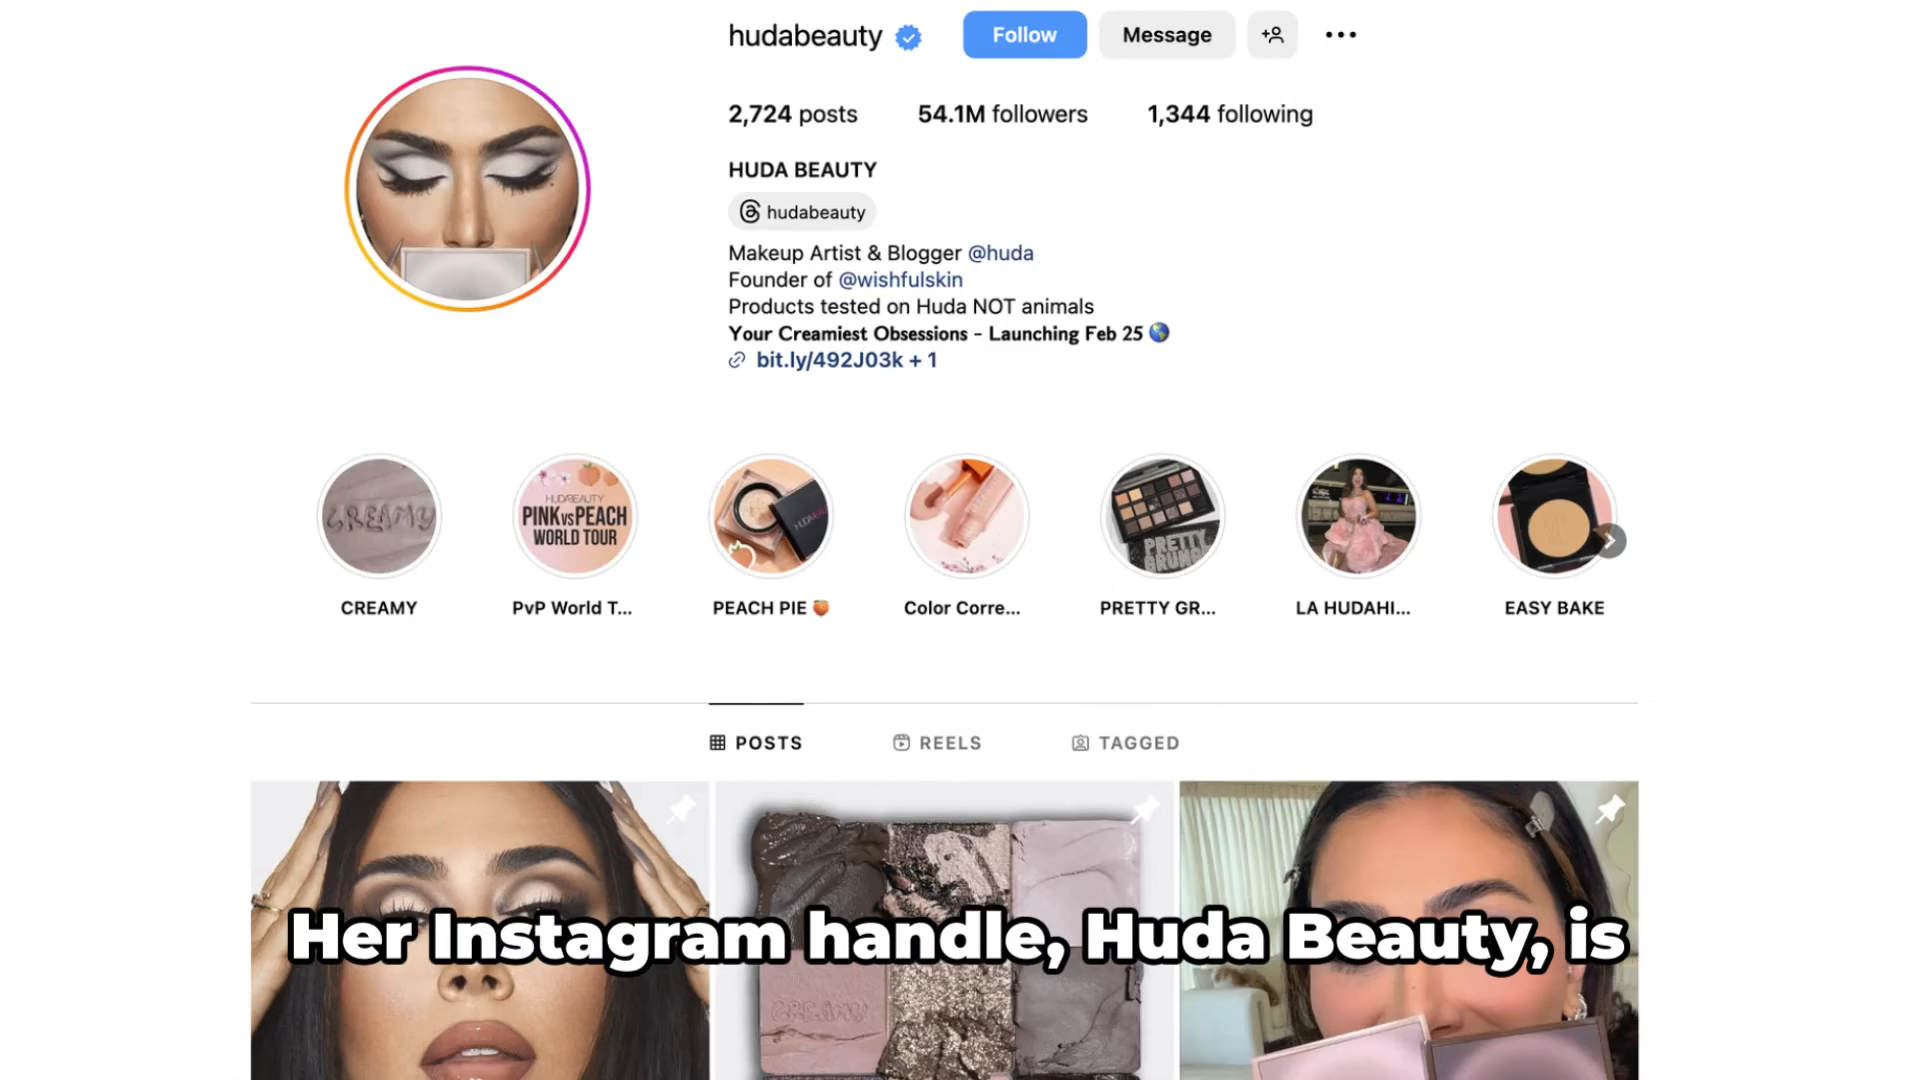 hudabeauty
Follow
Message
2,724 posts
54.1M followers
1,344 following
HUDA BEAUTY
hudabeauty
Makeup Artist & Blogger @huda
Founder of @wishfulskin
Products tested on Huda NOT animals
Your Creamiest Obsessions - Launching Feb 25 🌎
bit.ly/492J03k + 1
CREAMY
HUDABEAUTY
PINK vs PEACH
WORLD TOUR
PRETTY
GRUNGE
CREAMY
PvP World T...
PEACH PIE 🍑
Color Corre...
PRETTY GR...
LA HUDAHI...
EASY BAKE
POSTS
REELS
TAGGED
CREAMY
Her Instagram handle, Huda Beauty, is